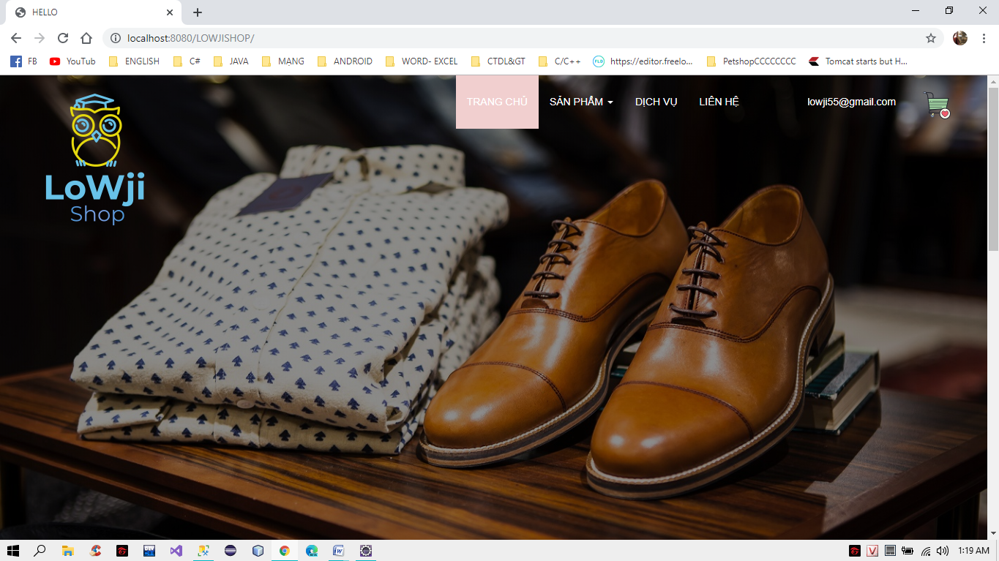 HELLO
localhost:8080/LOWJISHOP/
FB YouTub ENGLISH C# JAVA MẠNG ANDROID WORD- EXCEL CTDL&GT C/C++ https://editor.freelo... PetshopCCCCCCCC Tomcat starts but H...
TRANG CHỦ SẢN PHẨM DỊCH VỤ LIÊN HỆ lowji55@gmail.com
LoWji
Shop
1:19 AM